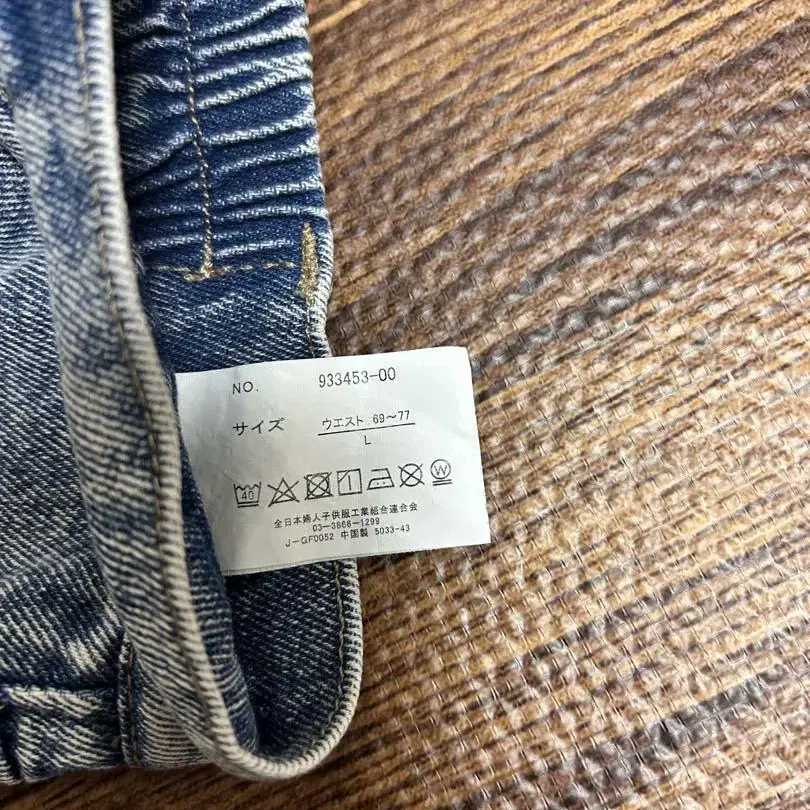 NO. 933453-00
サイズ ウエスト 69～77
L
40 1 W
全日本婦人子供服工業組合連合会
03-3866-1299
J-GF0052 中国製 5033-43